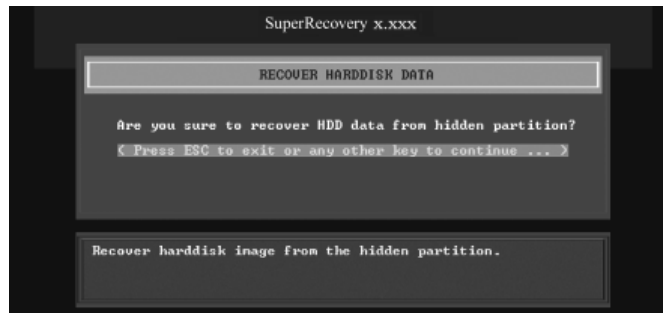 SuperRecovery x.xxx
RECOVER HARDDISK DATA
Are you sure to recover HDD data from hidden partition?
< Press ESC to exit or any other key to continue ... >
Recover harddisk image from the hidden partition.